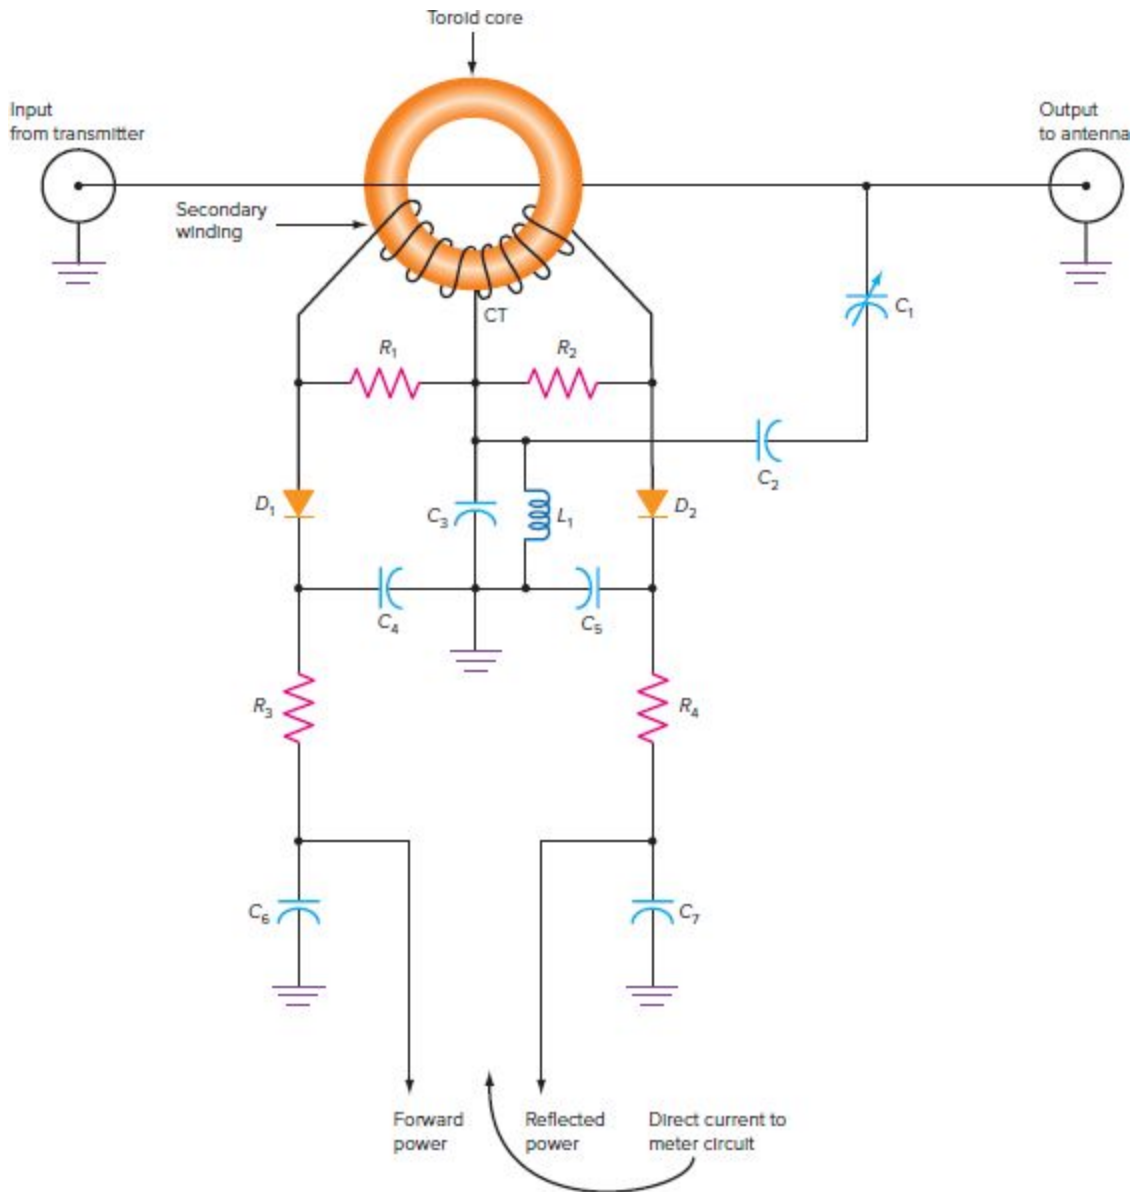 Toroid core
Input
from transmitter
Output
to antenna
Secondary
winding
CT
C₁
R₁
R₂
C₂
D₁
C₃
L₁
D₂
C₄
C₅
R₃
R₄
C₆
C₇
Forward
power
Reflected
power
Direct current to
meter circuit